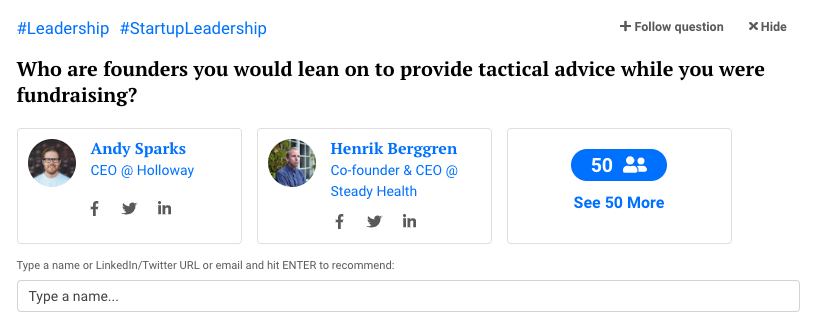 #Leadership #StartupLeadership
Follow question
Hide
Who are founders you would lean on to provide tactical advice while you were
fundraising?
Andy Sparks
CEO @ Holloway
Henrik Berggren
Co-founder & CEO @
Steady Health
50
See 50 More
Type a name or LinkedIn/Twitter URL or email and hit ENTER to recommend:
Type a name...